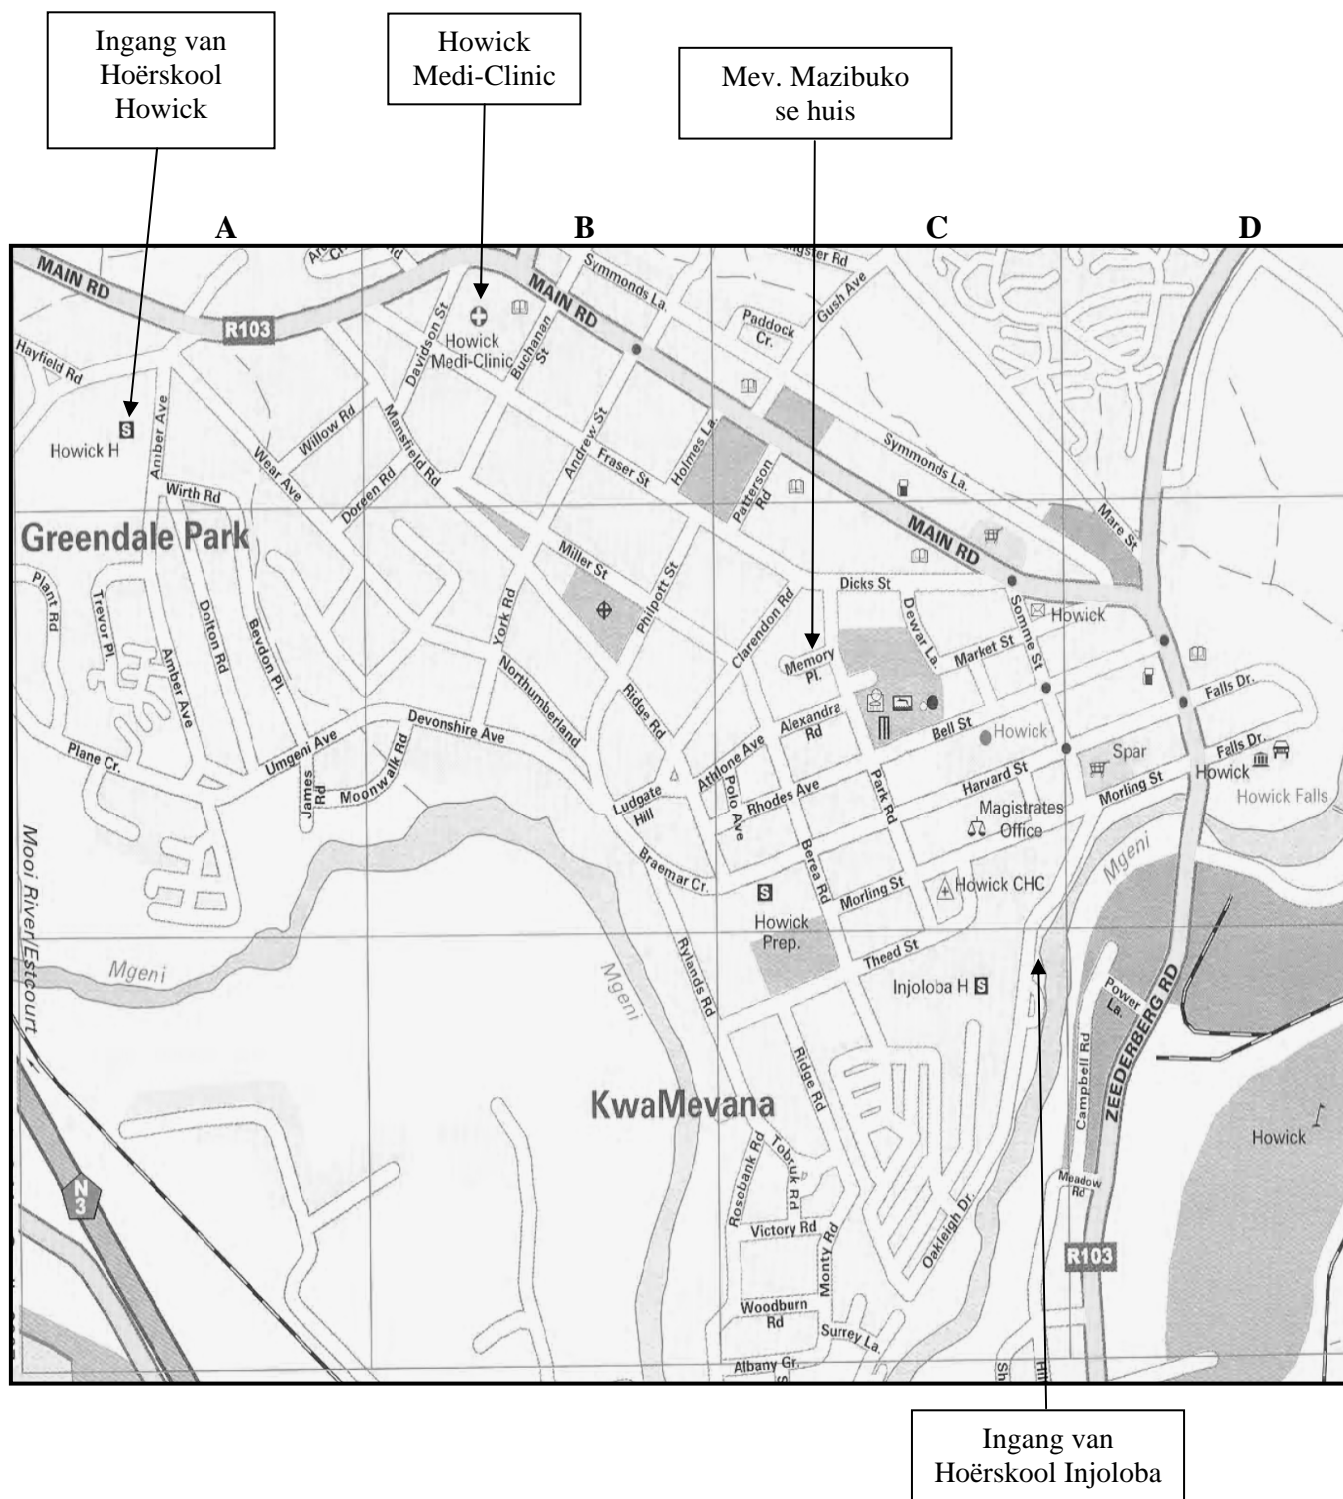 Ingang van
Hoërskool
Howick
Howick
Medi-Clinic
Mev. Mazibuko
se huis
A
B
C
D
MAIN RD
R103
Hayfield Rd
Howick H
S
Amber Ave
Wirth Rd
Wear Ave
Willow Rd
Doreen Rd
Mansfield Rd
Davidson St
Howick
Medi-Clinic
Buchanan
St
MAIN RD
Symmonds La.
Andrew St
Fraser St
Holmes La.
Patterson
Rd
Paddock
Cr.
Gush Ave
Symmonds La.
Mare St
MAIN RD
Greendale Park
Plant Rd
Trevor Pl.
Amber Ave
Dolton Rd
Bevdon Pl.
Plane Cr.
Umgeni Ave
James
Rd
Moonwalk Rd
Devonshire Ave
York Rd
Northumberland
Miller St
Philpott St
Ridge Rd
Clarendon Rd
Dicks St
Dewar La.
Somme St
Howick
Market St
Memory
Pl.
Alexandra
Rd
Athlone Ave
Polo Ave
Rhodes Ave
Bell St
Howick
Harvard St
Spar
Morling St
Falls Dr.
Falls Dr.
Howick
Howick Falls
Ludgate
Hill
Braemar Cr.
Berea Rd
Park Rd
Magistrates
Office
Morling St
Howick CHC
S
Howick
Prep.
Theed St
Injoloba H
S
Mgeni
Mooi River/Estcourt
Mgeni
Mgeni
Rylands Rd
Ridge Rd
KwaMevana
Power
La.
Campbell Rd
ZEEDERBERG RD
Howick
Meadow
Rd
R103
N
3
Rosebank Rd
Tobruk Rd
Victory Rd
Monty Rd
Oakleigh Dr.
Woodburn
Rd
Surrey La.
Albany Gr.
Ingang van
Hoërskool Injoloba